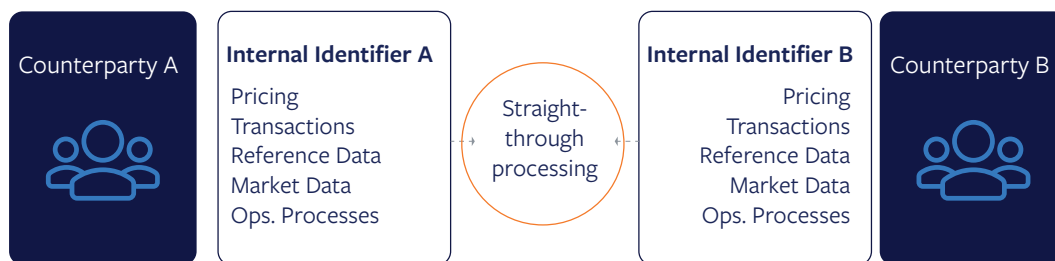 Counterparty A
Internal Identifier A
Pricing
Transactions
Reference Data
Market Data
Ops. Processes
Straight-
through
processing
Internal Identifier B
Pricing
Transactions
Reference Data
Market Data
Ops. Processes
Counterparty B